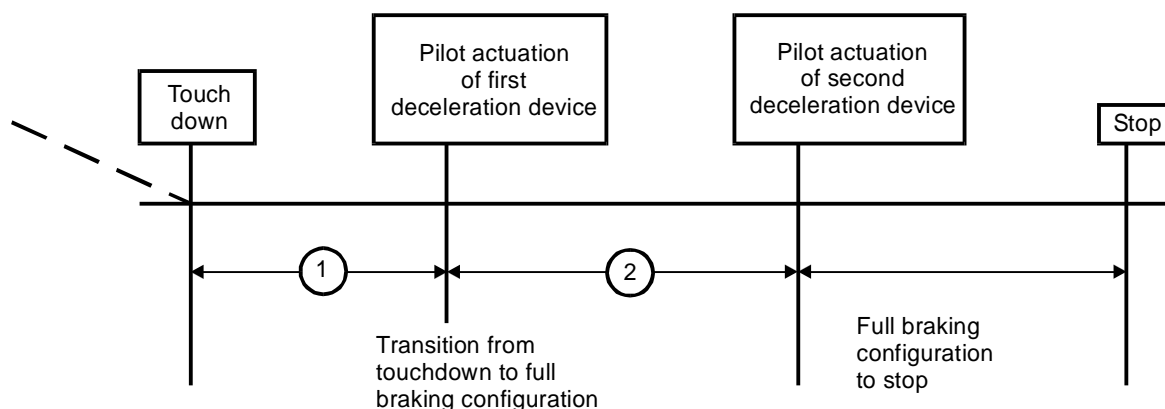 Touch
down
Pilot actuation
of first
deceleration device
Pilot actuation
of second
deceleration device
Stop
1
2
Transition from
touchdown to full
braking configuration
Full braking
configuration
to stop